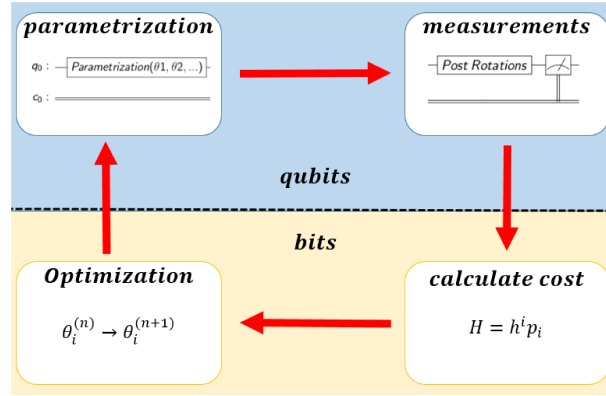 parametrization
q₀ :
Parametrization(θ1, θ2, ...)
c₀ :
measurements
Post Rotations
qubits
bits
Optimization
θᵢ⁽ⁿ⁾ → θᵢ⁽ⁿ⁺¹⁾
calculate cost
H = hⁱpᵢ